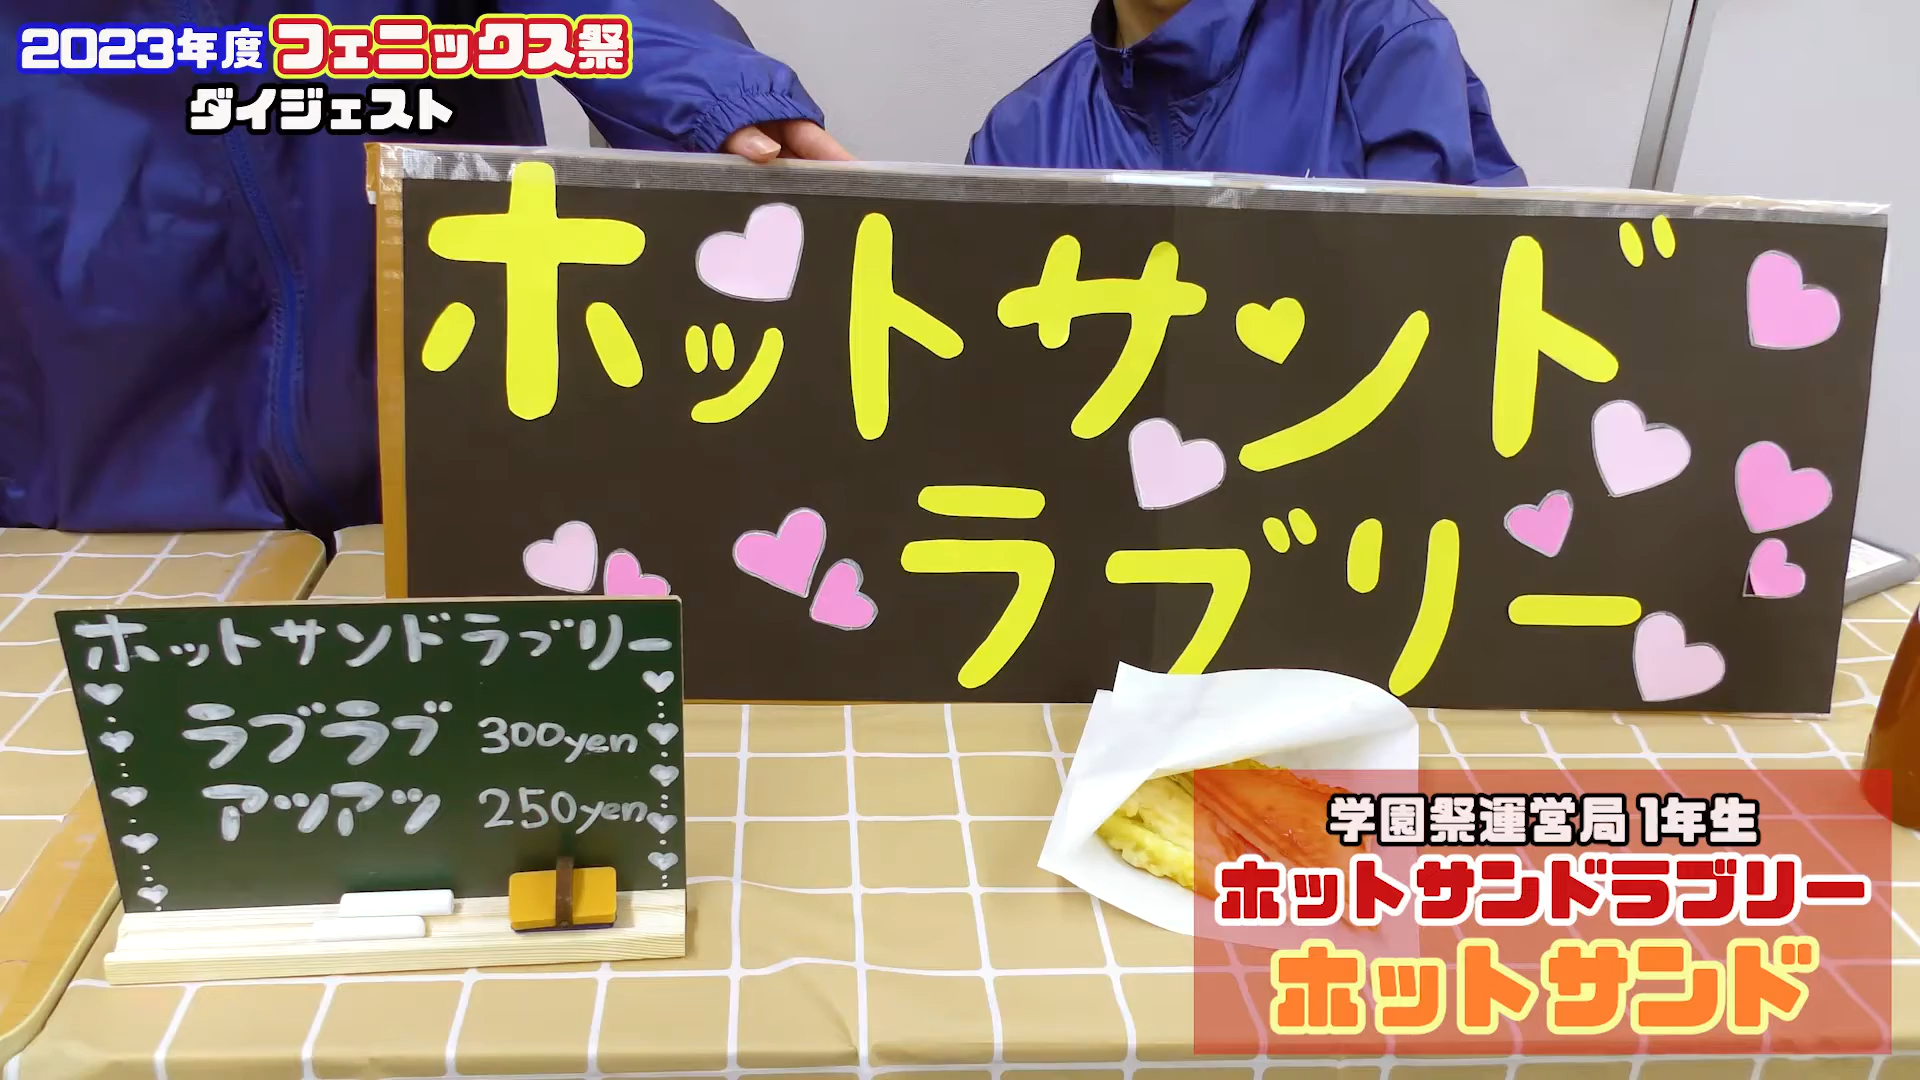 2023年度 フェニックス祭
ダイジェスト
ホットサンド
ラブリー
ホットサンドラブリー
ラブラブ 300yen
アツアツ 250yen
学園祭運営局 1年生
ホットサンドラブリー
ホットサンド